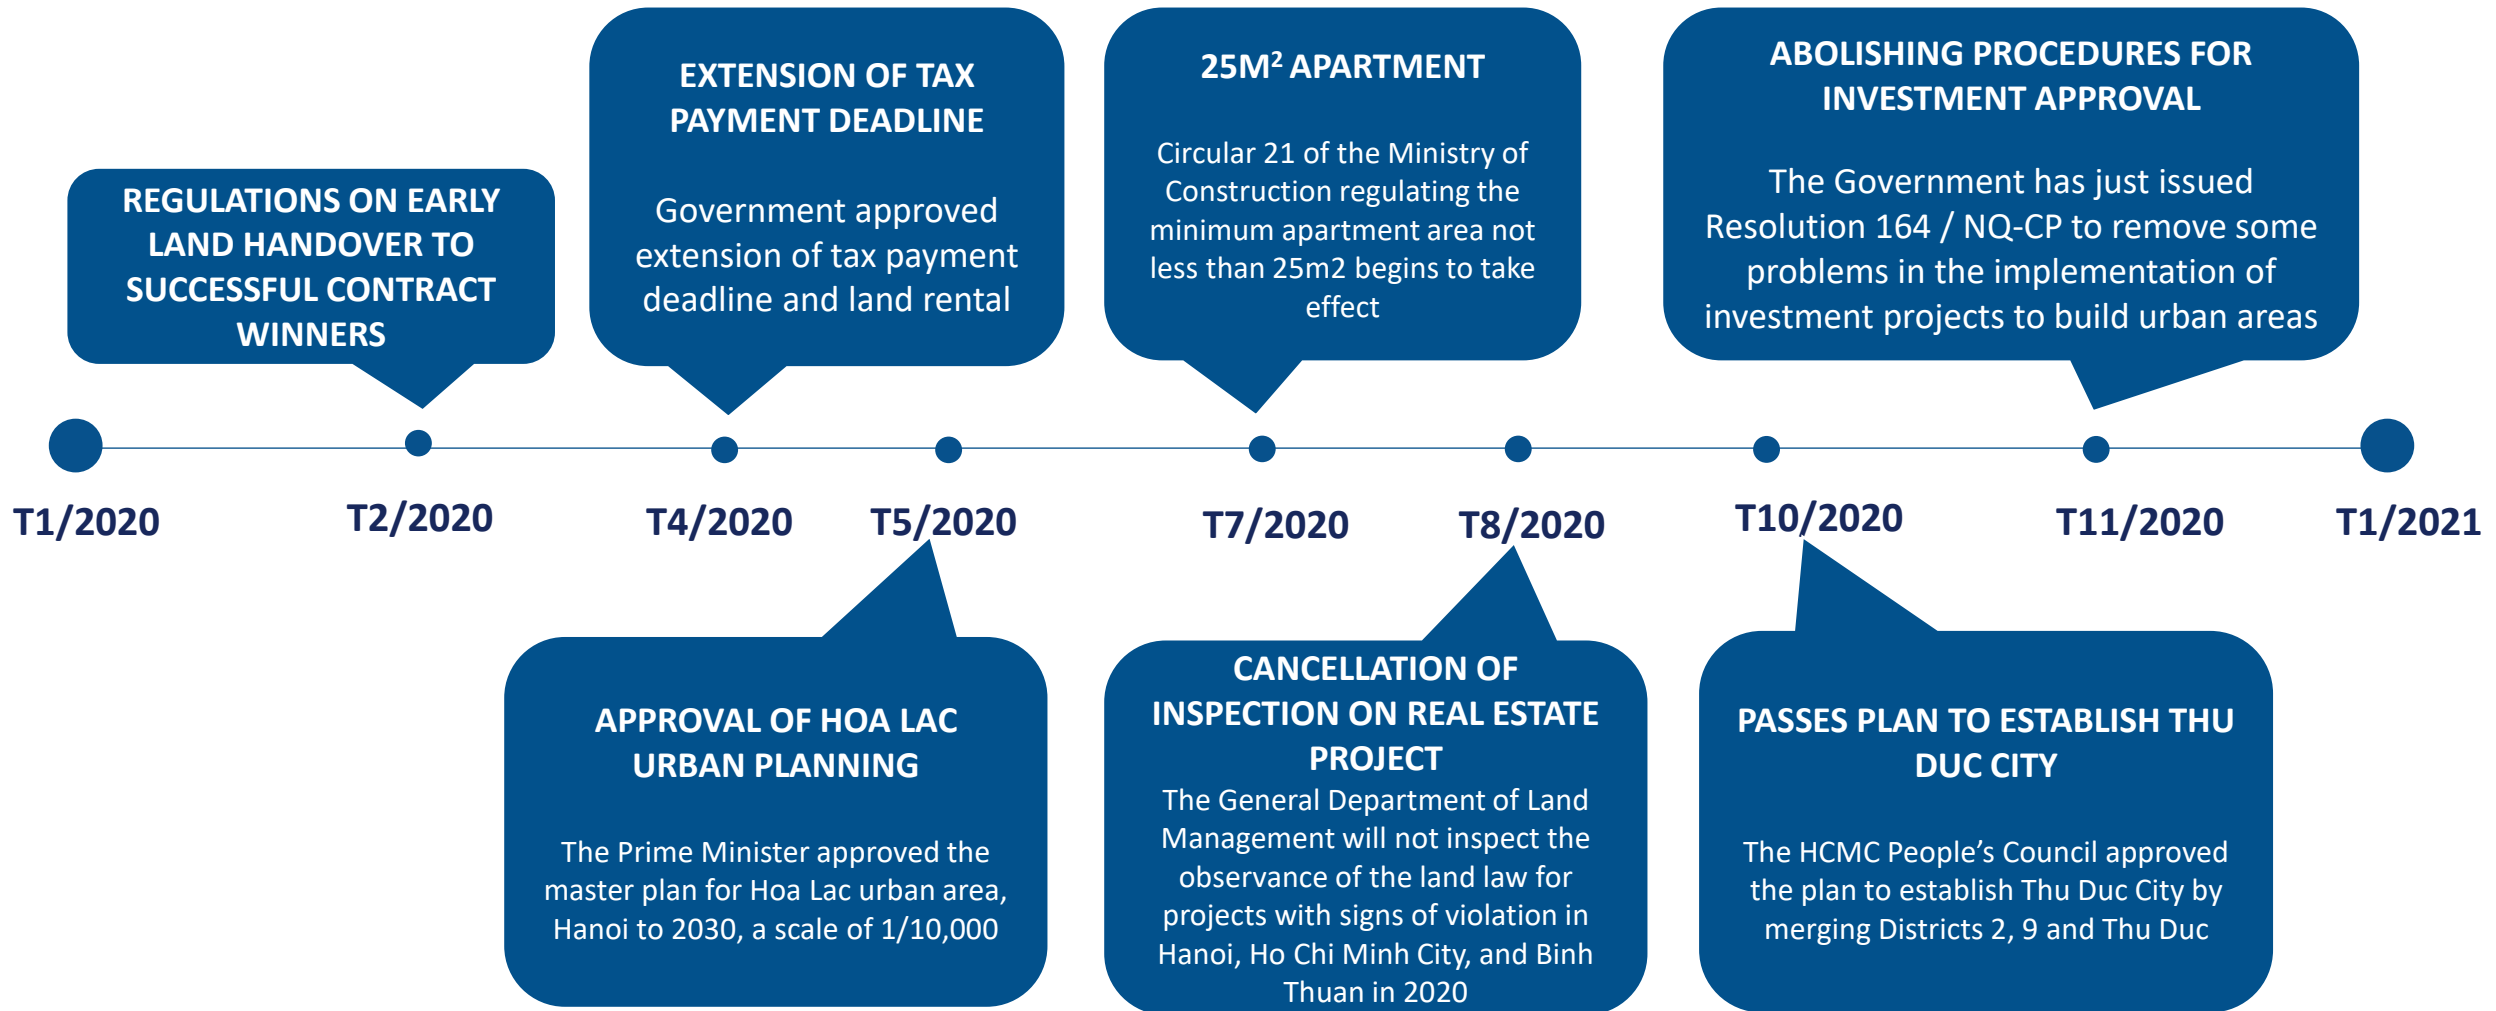 REGULATIONS ON EARLY
LAND HANDOVER TO
SUCCESSFUL CONTRACT
WINNERS
EXTENSION OF TAX
PAYMENT DEADLINE
Government approved
extension of tax payment
deadline and land rental
25M² APARTMENT
Circular 21 of the Ministry of
Construction regulating the
minimum apartment area not
less than 25m2 begins to take
effect
ABOLISHING PROCEDURES FOR
INVESTMENT APPROVAL
The Government has just issued
Resolution 164 / NQ-CP to remove some
problems in the implementation of
investment projects to build urban areas
T1/2020
T2/2020
T4/2020
T5/2020
T7/2020
T8/2020
T10/2020
T11/2020
T1/2021
APPROVAL OF HOA LAC
URBAN PLANNING
The Prime Minister approved the
master plan for Hoa Lac urban area,
Hanoi to 2030, a scale of 1/10,000
CANCELLATION OF
INSPECTION ON REAL ESTATE
PROJECT
The General Department of Land
Management will not inspect the
observance of the land law for
projects with signs of violation in
Hanoi, Ho Chi Minh City, and Binh
Thuan in 2020
PASSES PLAN TO ESTABLISH THU
DUC CITY
The HCMC People’s Council approved
the plan to establish Thu Duc City by
merging Districts 2, 9 and Thu Duc